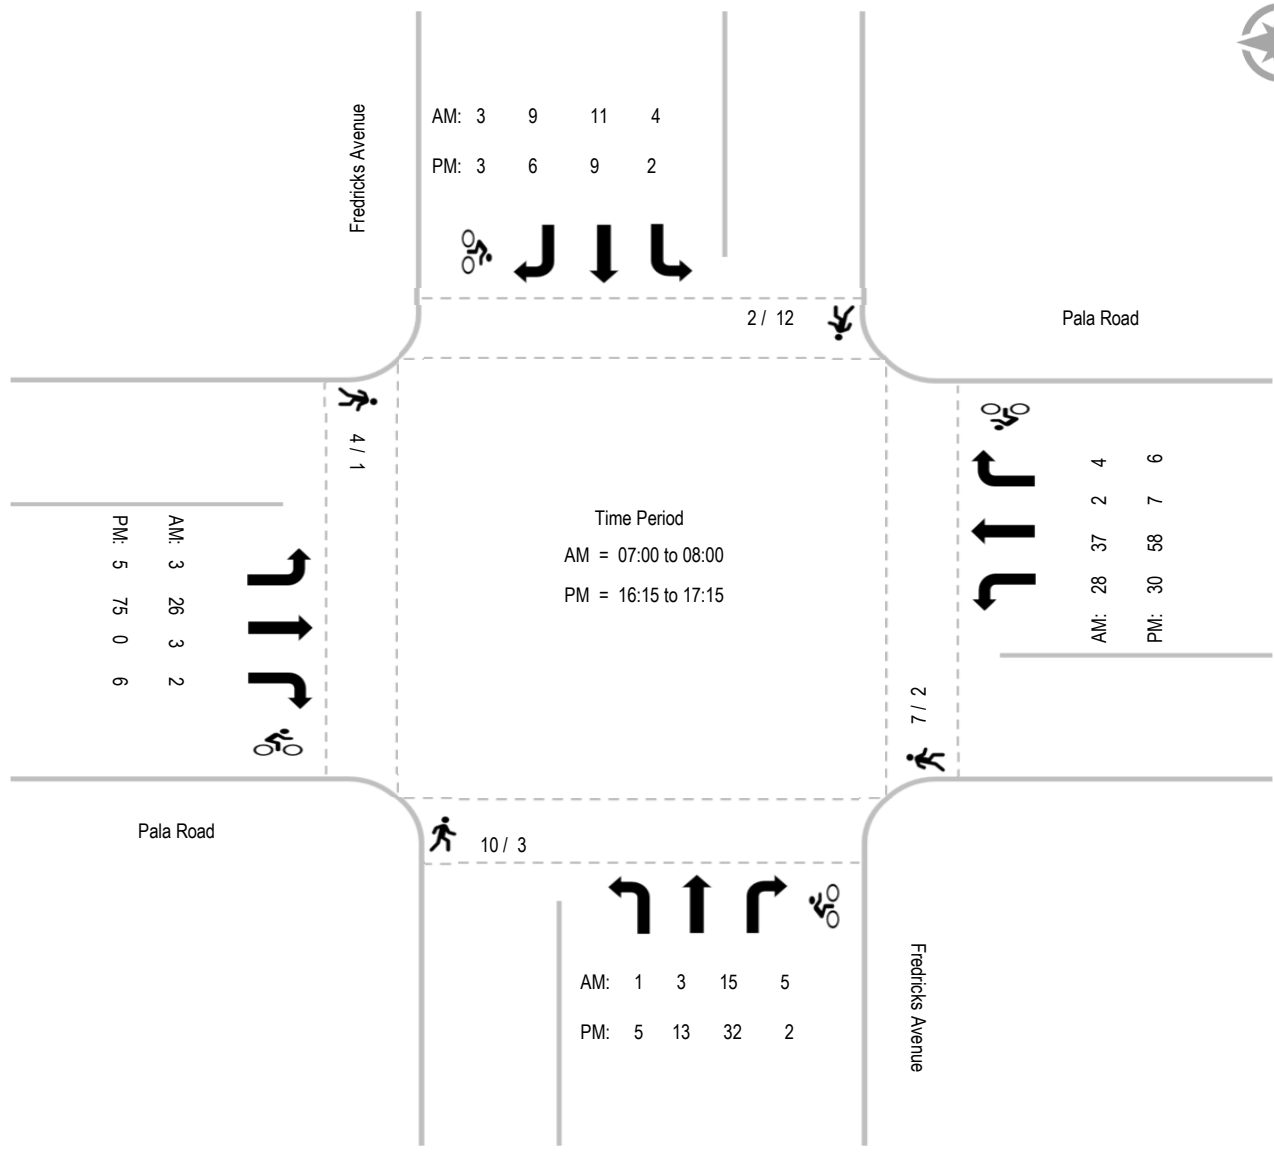 Fredricks Avenue
AM: 3 9 11 4
PM: 3 6 9 2
2 / 12
Pala Road
4 / 1
AM: 3 26 3 2
PM: 5 75 0 6
Time Period
AM = 07:00 to 08:00
PM = 16:15 to 17:15
AM: 28 37 2 4
PM: 30 58 7 6
7 / 2
Pala Road
10 / 3
AM: 1 3 15 5
PM: 5 13 32 2
Fredricks Avenue